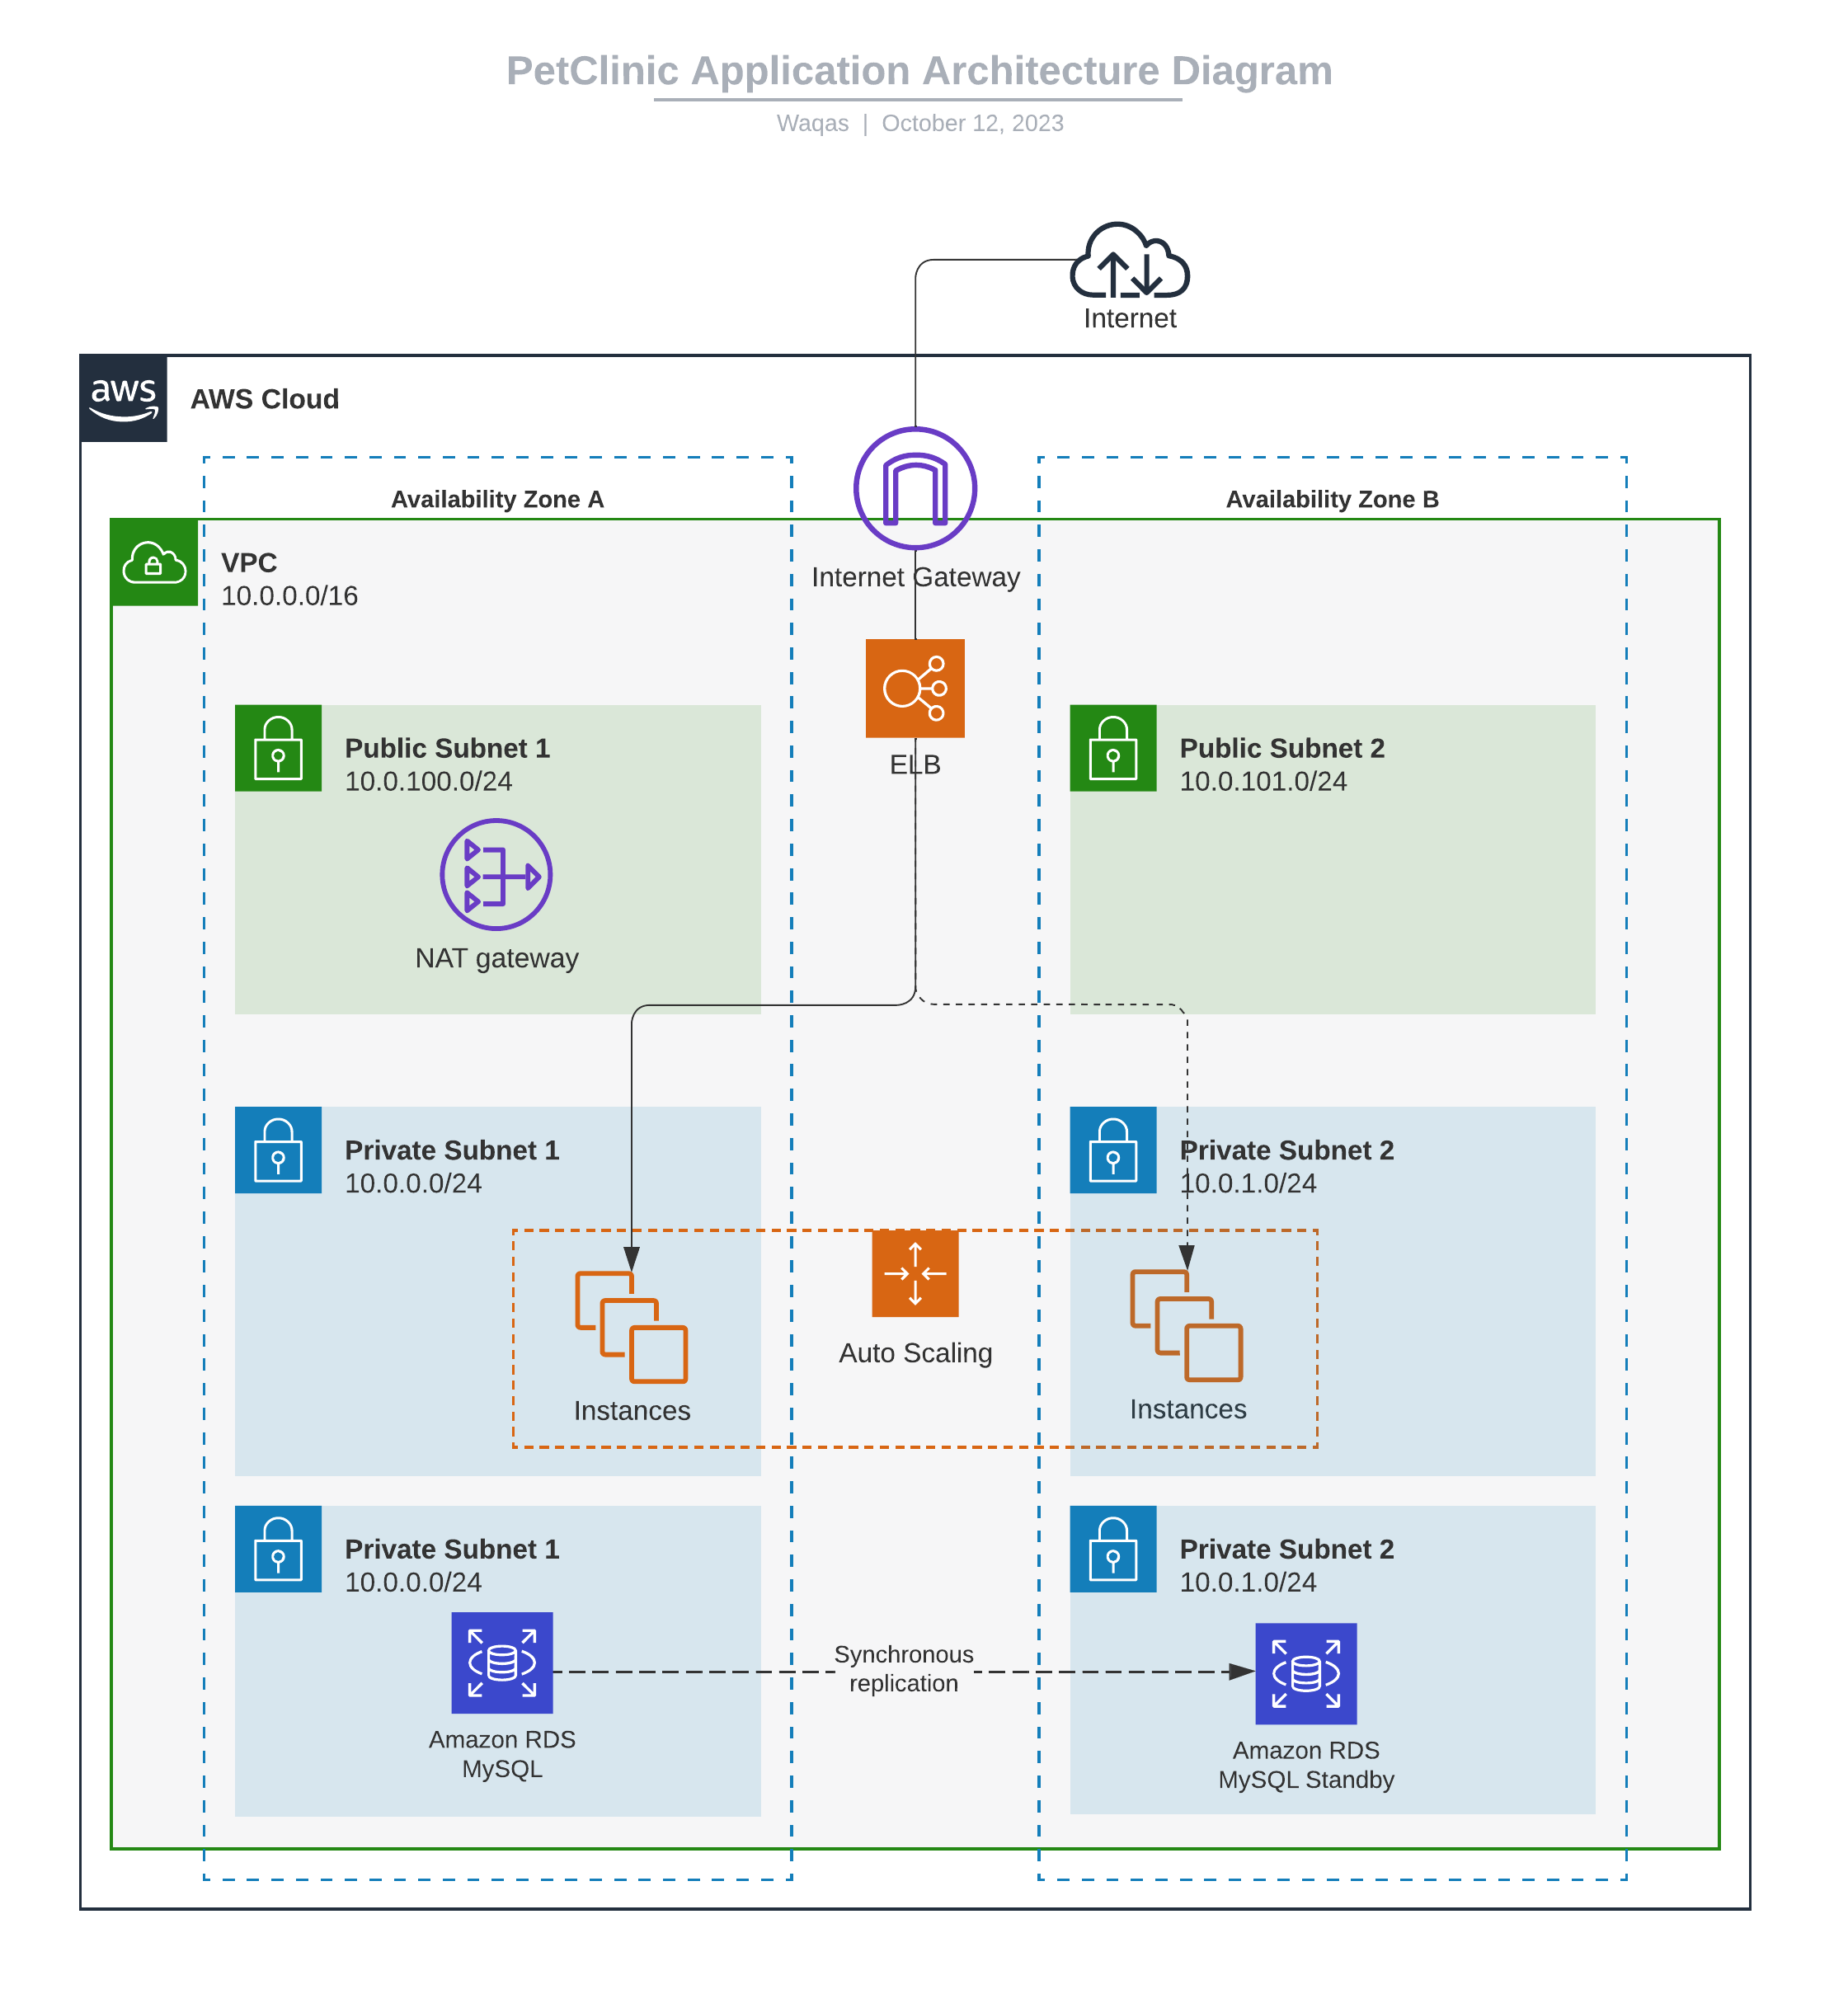 PetClinic Application Architecture Diagram
Waqas | October 12, 2023
Internet
aws
AWS Cloud
Availability Zone A
Availability Zone B
VPC
10.0.0.0/16
Internet Gateway
ELB
Public Subnet 1
10.0.100.0/24
NAT gateway
Public Subnet 2
10.0.101.0/24
Private Subnet 1
10.0.0.0/24
Instances
Auto Scaling
Private Subnet 2
10.0.1.0/24
Instances
Private Subnet 1
10.0.0.0/24
Amazon RDS
MySQL
Synchronous
replication
Private Subnet 2
10.0.1.0/24
Amazon RDS
MySQL Standby